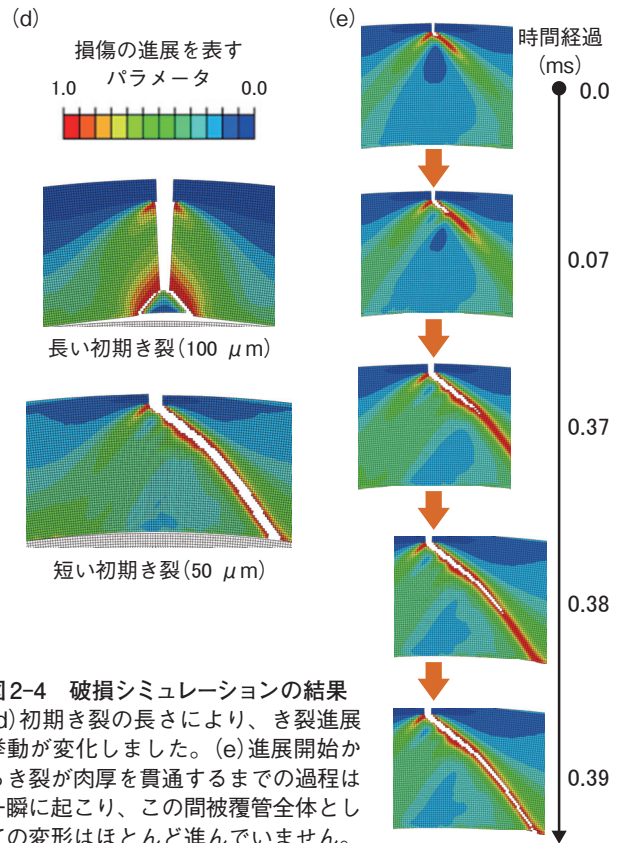 (d)
損傷の進展を表す
パラメータ
1.0 0.0
長い初期き裂(100 μm)
短い初期き裂(50 μm)
(e)
時間経過
(ms)
0.0
0.07
0.37
0.38
0.39
図2-4 破損シミュレーションの結果
(d)初期き裂の長さにより、き裂進展
挙動が変化しました。(e)進展開始か
らき裂が肉厚を貫通するまでの過程は
一瞬に起こり、この間被覆管全体とし
ての変形はほとんど進んでいません。